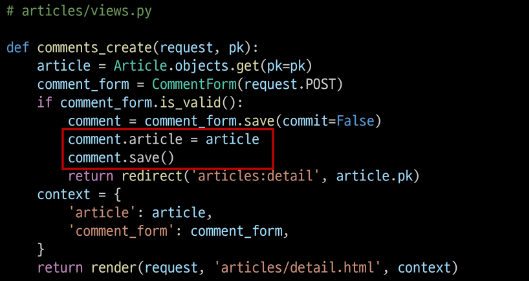 # articles/views.py
def comments_create(request, pk):
    article = Article.objects.get(pk=pk)
    comment_form = CommentForm(request.POST)
    if comment_form.is_valid():
        comment = comment_form.save(commit=False)
        comment.article = article
        comment.save()
        return redirect('articles:detail', article.pk)
    context = {
        'article': article,
        'comment_form': comment_form,
    }
    return render(request, 'articles/detail.html', context)